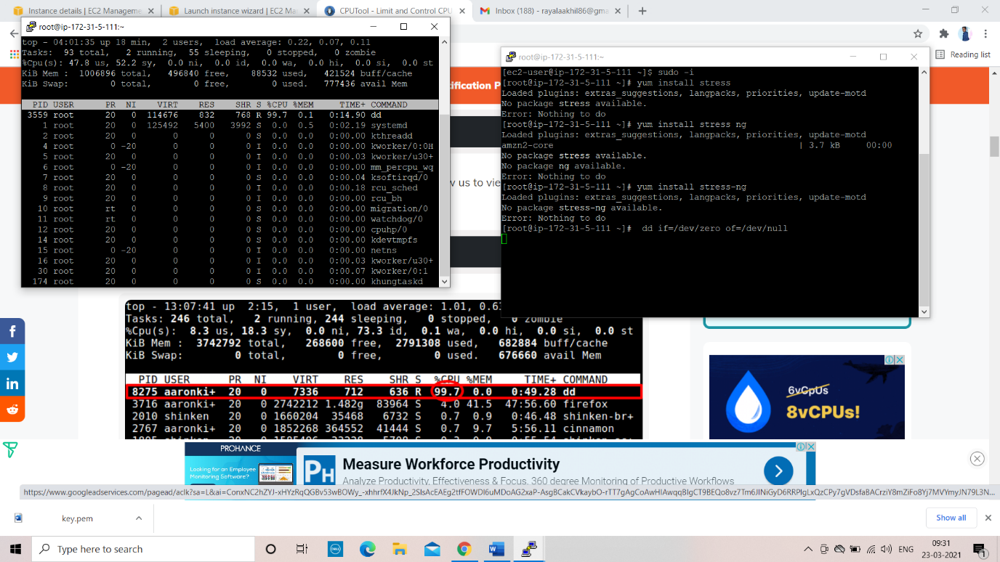 Instance details | EC2 Manageme
Launch instance wizard | EC2 Ma
CPUTool - Limit and Control CPU
Inbox (188) - rayalaakhil86@gma
Reading list
root@ip-172-31-5-111:~
top - 04:01:35 up 18 min,  2 users,  load average: 0.22, 0.07, 0.11
Tasks:  93 total,   2 running,  55 sleeping,   0 stopped,   0 zombie
%Cpu(s): 47.8 us, 52.2 sy,  0.0 ni,  0.0 id,  0.0 wa,  0.0 hi,  0.0 si,  0.0 st
KiB Mem :  1006896 total,   496840 free,    88532 used,   421524 buff/cache
KiB Swap:        0 total,        0 free,        0 used.   777436 avail Mem
PID USER      PR  NI    VIRT    RES    SHR S %CPU %MEM     TIME+ COMMAND
3559 root      20   0  114676    832    768 R 99.7  0.1   0:14.90 dd
1 root      20   0  125492   5400   3992 S  0.0  0.5   0:02.19 systemd
2 root      20   0       0      0      0 S  0.0  0.0   0:00.00 kthreadd
4 root       0 -20       0      0      0 I  0.0  0.0   0:00.00 kworker/0:0H
5 root      20   0       0      0      0 I  0.0  0.0   0:00.03 kworker/u30+
6 root       0 -20       0      0      0 I  0.0  0.0   0:00.00 mm_percpu_wq
7 root      20   0       0      0      0 S  0.0  0.0   0:00.04 ksoftirqd/0
8 root      20   0       0      0      0 I  0.0  0.0   0:00.18 rcu_sched
9 root      20   0       0      0      0 I  0.0  0.0   0:00.00 rcu_bh
10 root      rt   0       0      0      0 S  0.0  0.0   0:00.00 migration/0
11 root      rt   0       0      0      0 S  0.0  0.0   0:00.00 watchdog/0
12 root      20   0       0      0      0 S  0.0  0.0   0:00.00 cpuhp/0
14 root      20   0       0      0      0 S  0.0  0.0   0:00.00 kdevtmpfs
15 root       0 -20       0      0      0 I  0.0  0.0   0:00.00 netns
16 root      20   0       0      0      0 I  0.0  0.0   0:00.03 kworker/u30+
30 root      20   0       0      0      0 I  0.0  0.0   0:00.07 kworker/0:1
174 root      20   0       0      0      0 S  0.0  0.0   0:00.00 khungtaskd
root@ip-172-31-5-111:~
[ec2-user@ip-172-31-5-111 ~]$ sudo -i
[root@ip-172-31-5-111 ~]# yum install stress
Loaded plugins: extras_suggestions, langpacks, priorities, update-motd
No package stress available.
Error: Nothing to do
[root@ip-172-31-5-111 ~]# yum install stress ng
Loaded plugins: extras_suggestions, langpacks, priorities, update-motd
amzn2-core | 3.7 kB 00:00
No package stress available.
No package ng available.
Error: Nothing to do
[root@ip-172-31-5-111 ~]# yum install stress-ng
Loaded plugins: extras_suggestions, langpacks, priorities, update-motd
No package stress-ng available.
Error: Nothing to do
[root@ip-172-31-5-111 ~]#  dd if=/dev/zero of=/dev/null
ification P
w us to vie
top - 13:07:41 up  2:15,  1 user,  load average: 1.01, 0.6
Tasks: 246 total,   2 running, 244 sleeping,   0 stopped,   0 zombie
%Cpu(s):  8.3 us, 18.3 sy,  0.0 ni, 73.3 id,  0.1 wa,  0.0 hi,  0.0 si,  0.0 st
KiB Mem :  3742792 total,   268600 free,  2791308 used,   682884 buff/cache
KiB Swap:        0 total,        0 free,        0 used.   676660 avail Mem
PID USER      PR  NI    VIRT    RES    SHR S  %CPU %MEM     TIME+ COMMAND
8275 aaronki+  20   0    7336    712    636 R  99.7  0.0   0:49.28 dd
3716 aaronki+  20   0 2742212 1.482g  83964 S   4.0 41.5  47:56.60 firefox
2010 shinken   20   0 1660204  35468   6732 S   0.7  0.9   0:46.48 shinken-br+
2767 aaronki+  20   0 1852268 364552  41444 S   0.7  9.7   5:56.11 cinnamon
6vCpUs
8vCPUs!
PROHANCE
Looking for an Employee
Monitoring Software?
PH
Measure Workforce Productivity
Analyze Productivity, Effectiveness & Focus. 360 degree Monitoring of Productive Workflows
key.pem
Show all
Type here to search
DELL
ENG
09:31
23-03-2021
1